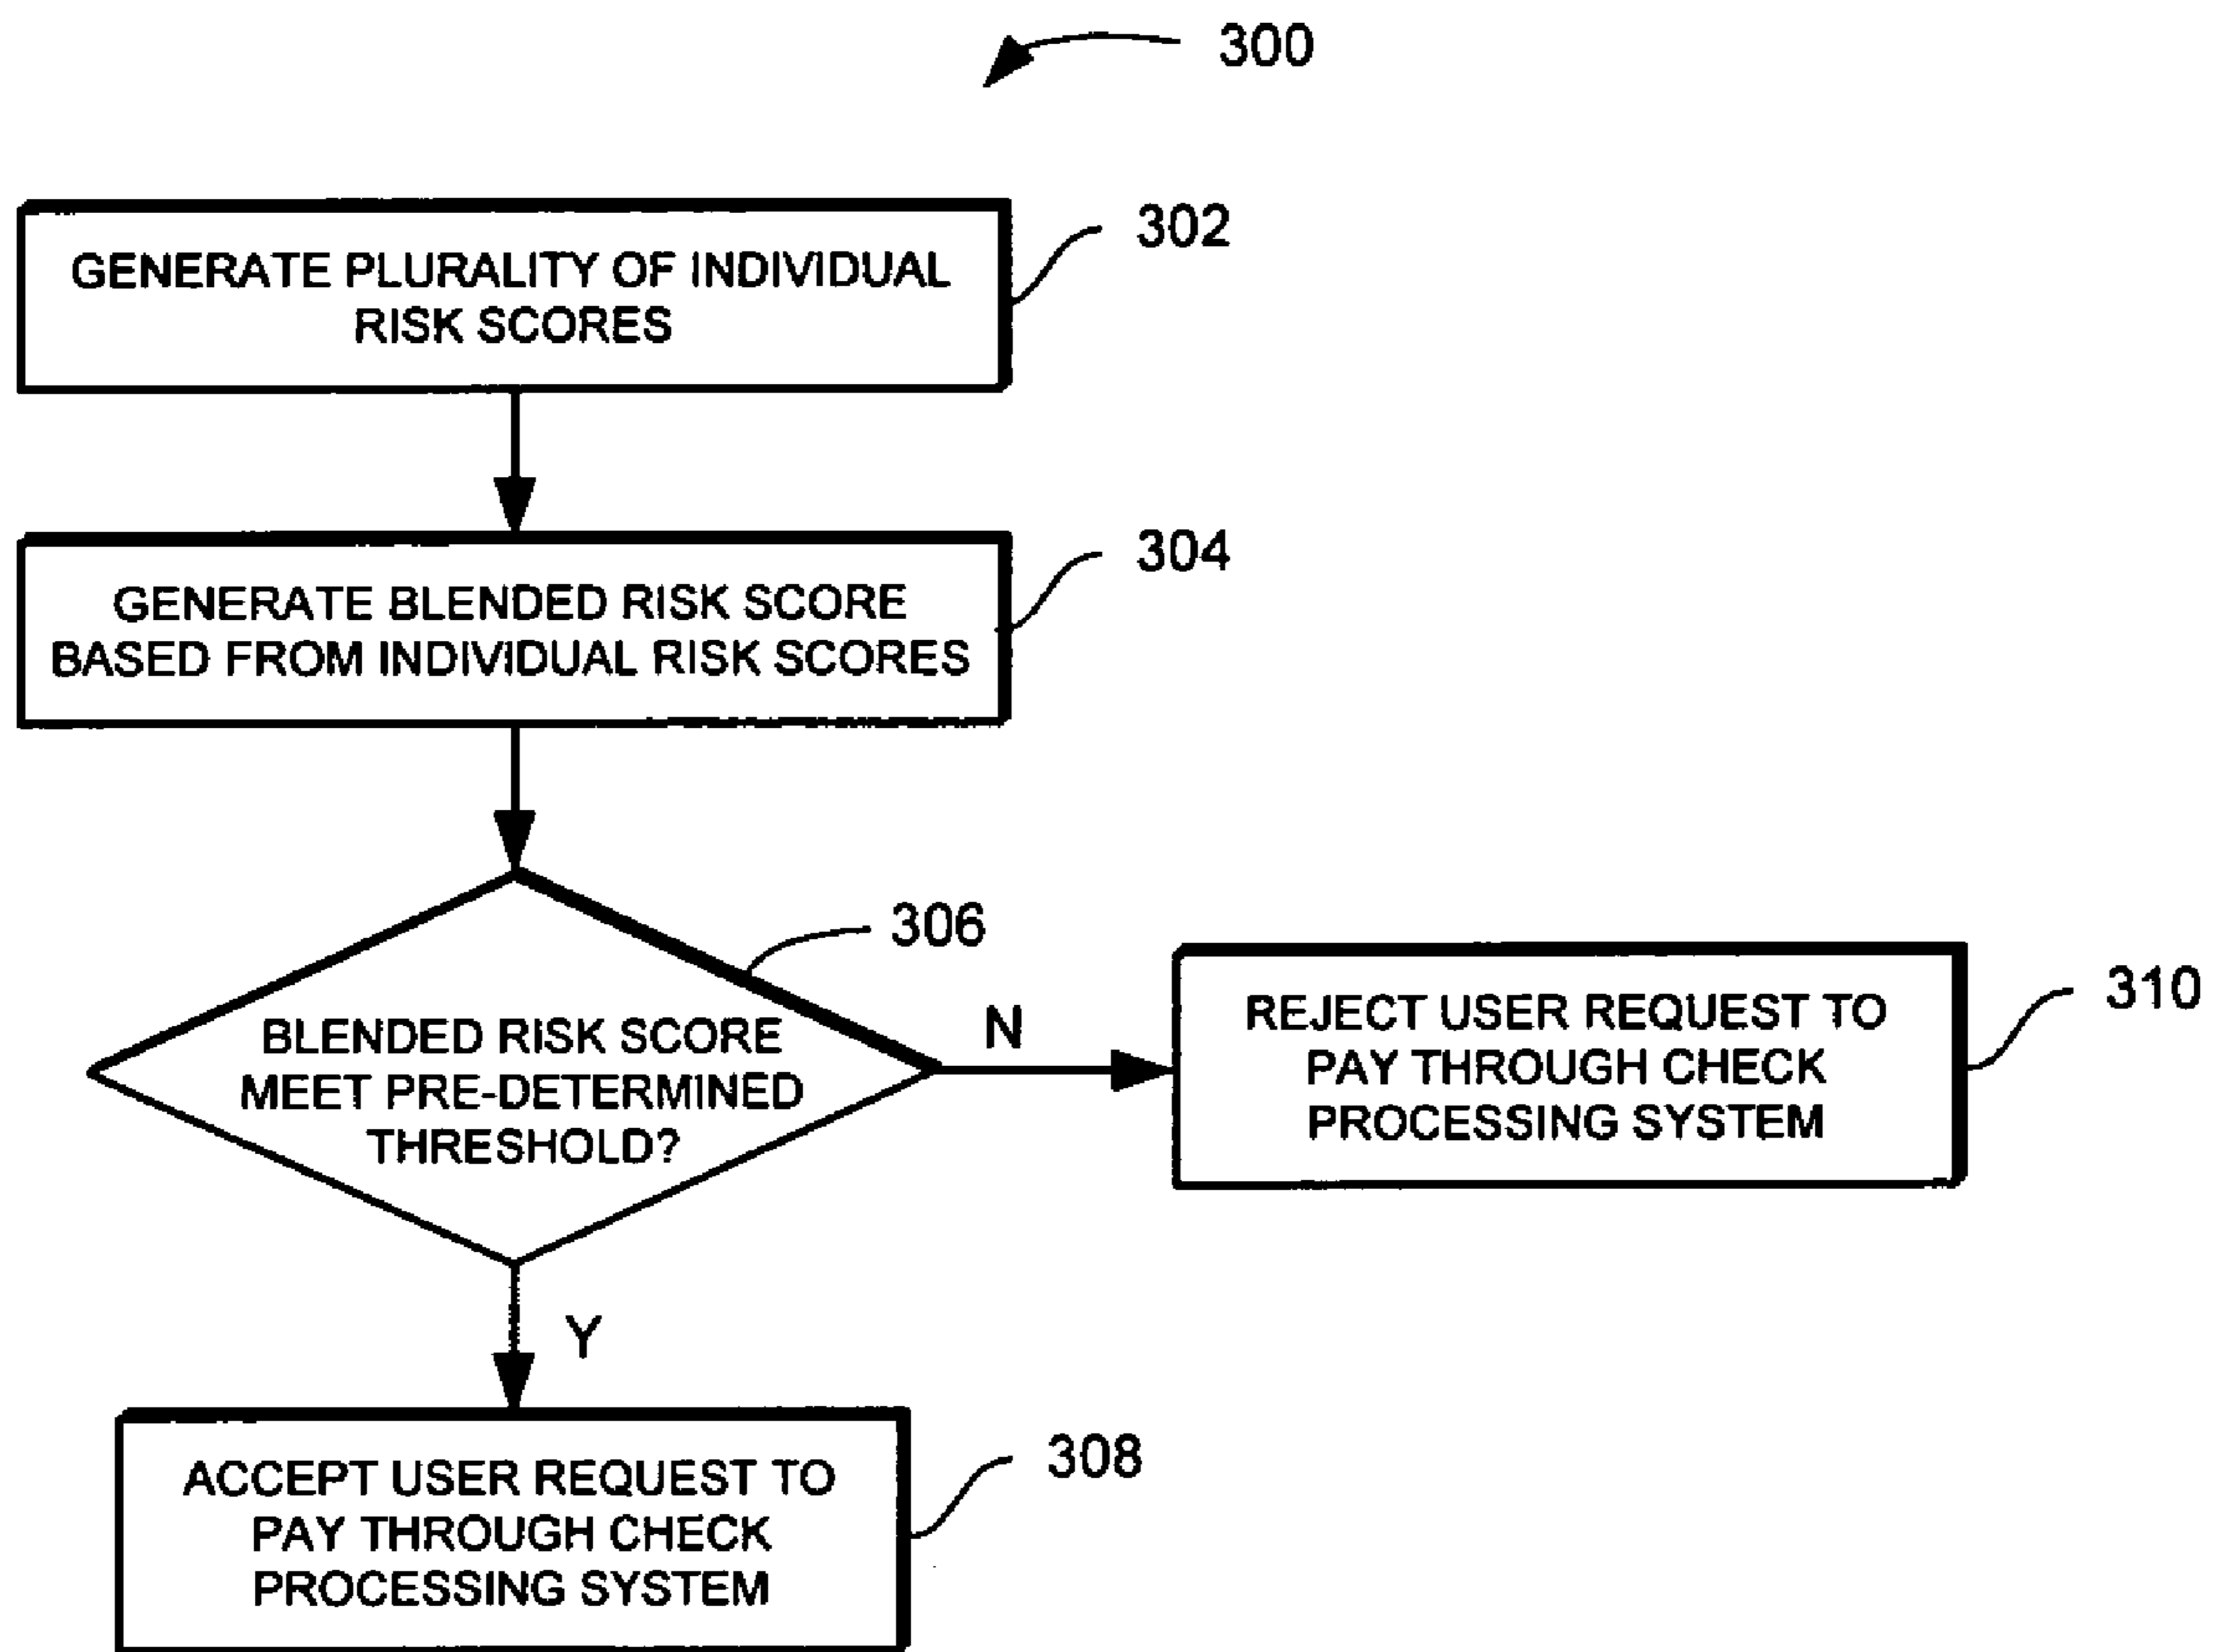 300
GENERATE PLURALITY OF INDIVIDUAL
RISK SCORES
302
GENERATE BLENDED RISK SCORE
BASED FROM INDIVIDUAL RISK SCORES
304
BLENDED RISK SCORE
MEET PRE-DETERMINED
THRESHOLD?
306
N
REJECT USER REQUEST TO
PAY THROUGH CHECK
PROCESSING SYSTEM
310
Y
ACCEPT USER REQUEST TO
PAY THROUGH CHECK
PROCESSING SYSTEM
308